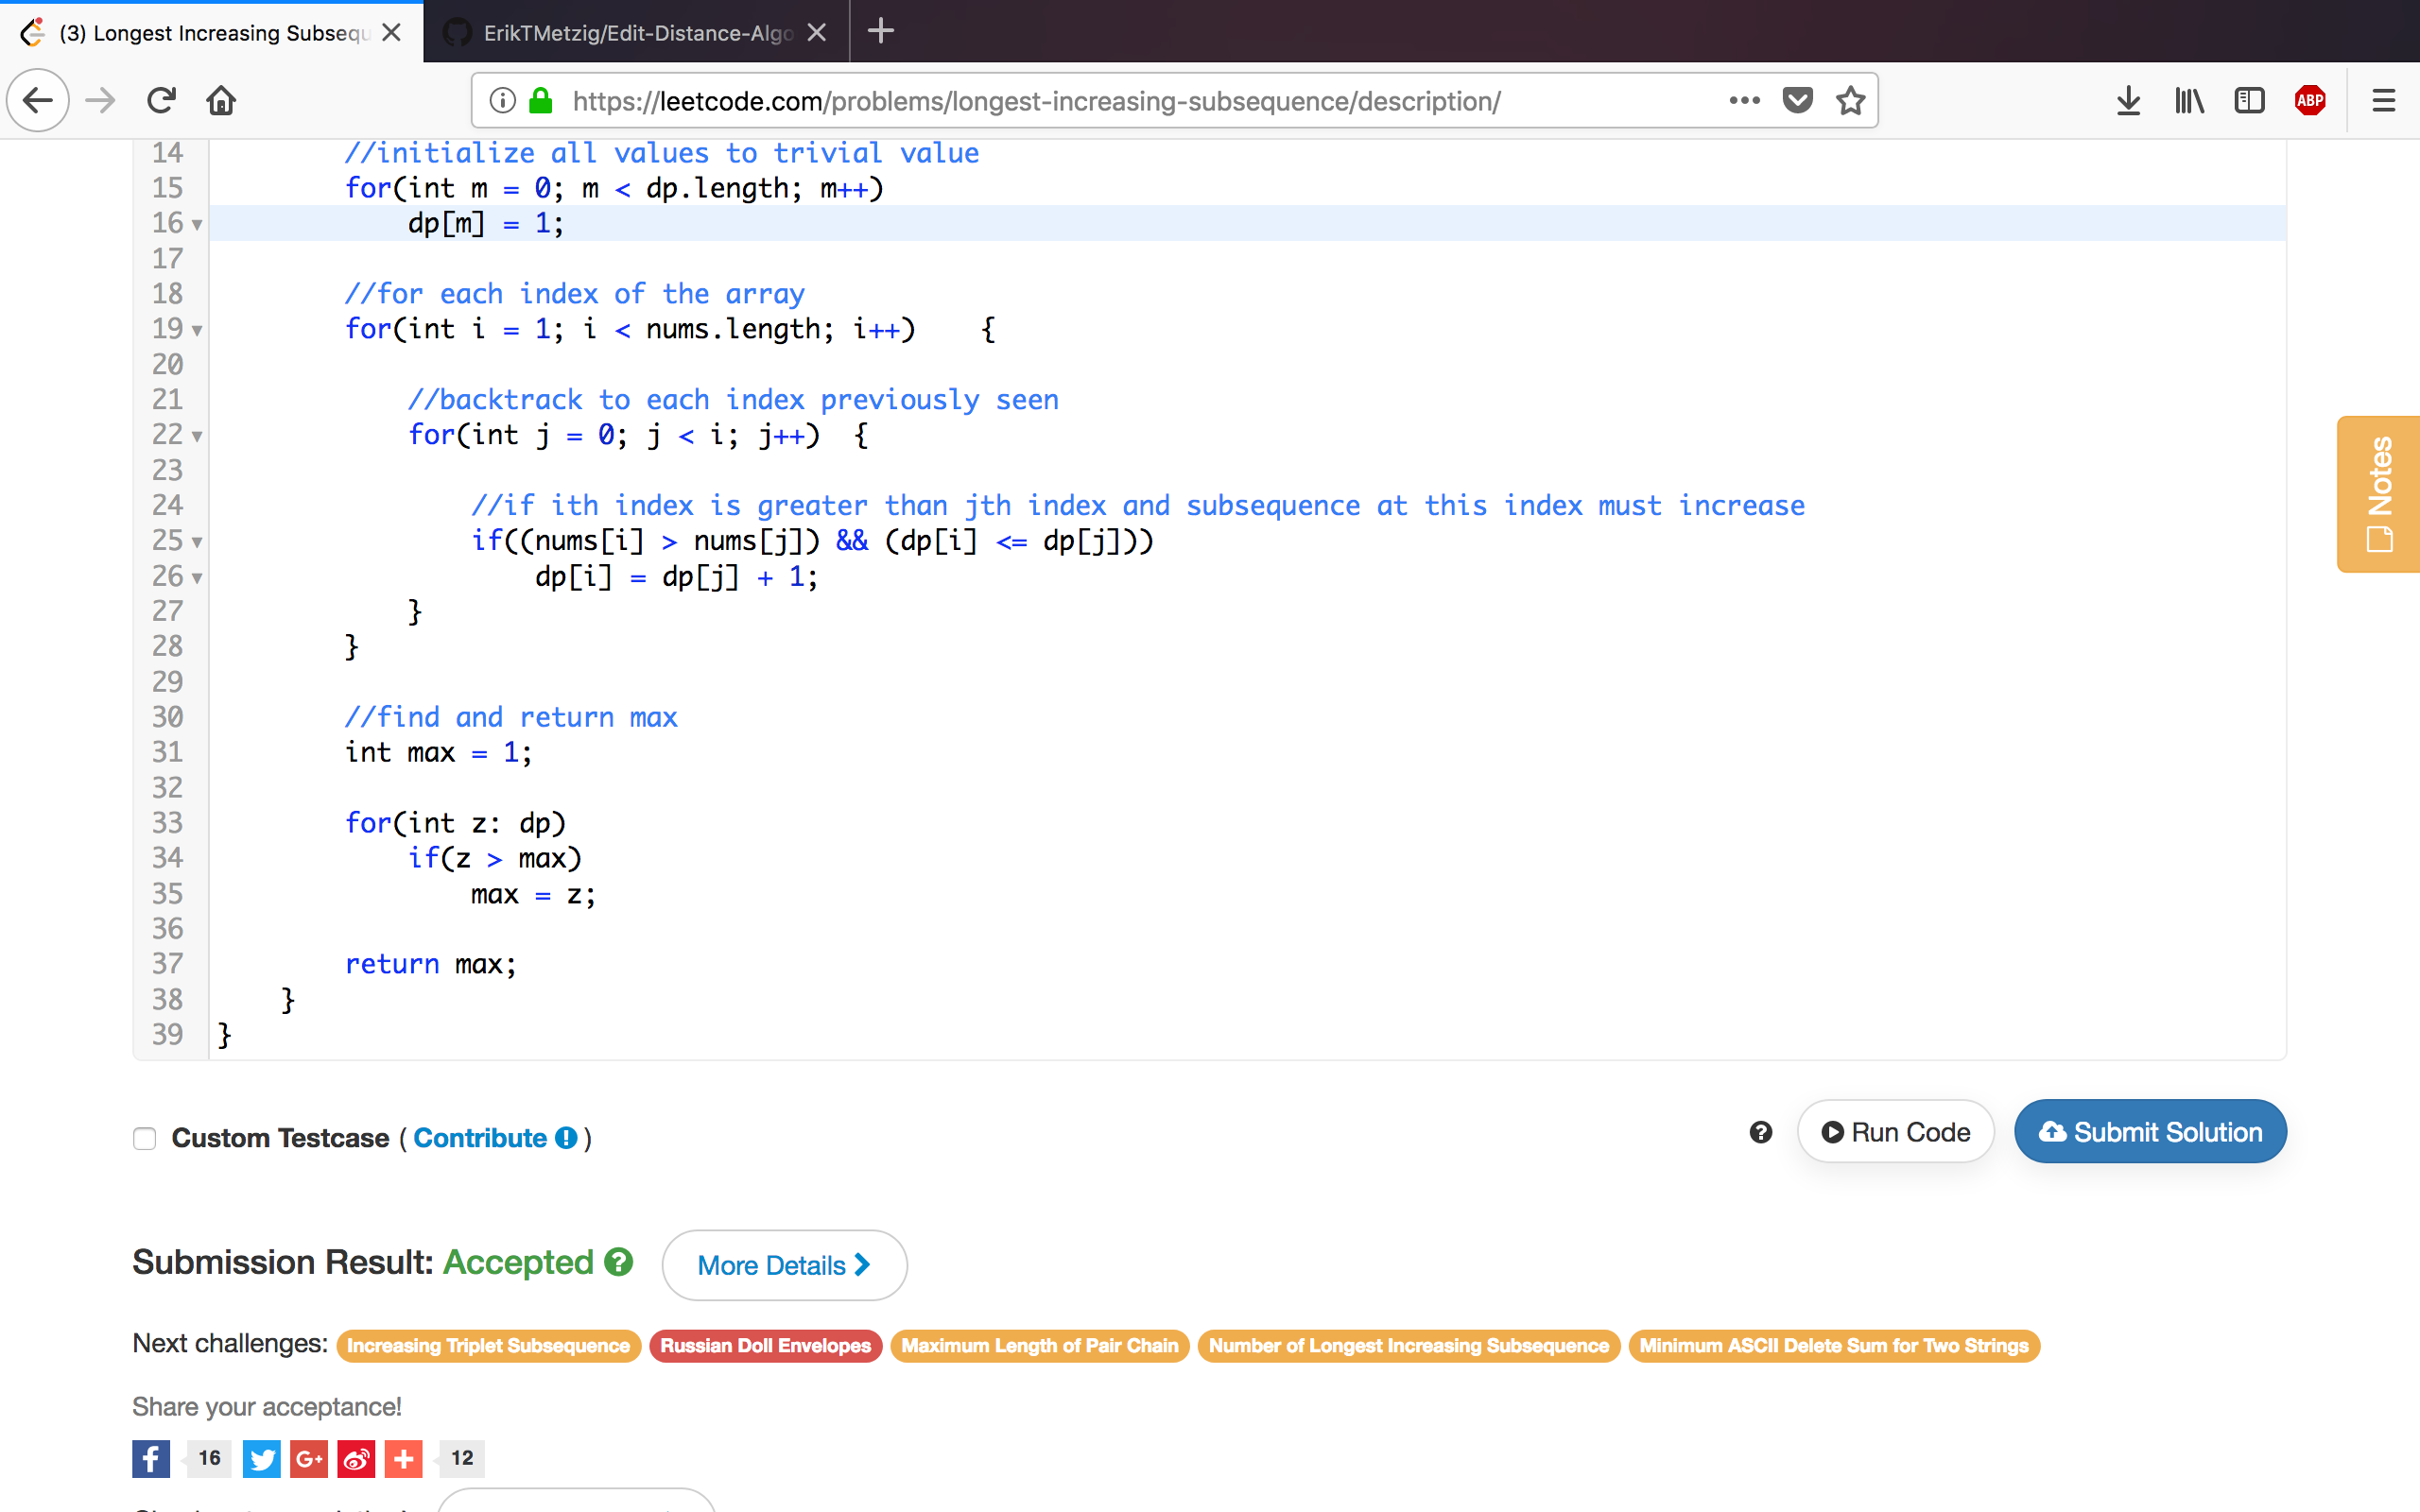 (3) Longest Increasing Subsequ
ErikTMetzig/Edit-Distance-Algo
https://leetcode.com/problems/longest-increasing-subsequence/description/
ABP
14 //initialize all values to trivial value
15 for(int m = 0; m < dp.length; m++)
16 dp[m] = 1;
17
18 //for each index of the array
19 for(int i = 1; i < nums.length; i++)    {
20
21 //backtrack to each index previously seen
22 for(int j = 0; j < i; j++)  {
23
24 //if ith index is greater than jth index and subsequence at this index must increase
25 if((nums[i] > nums[j]) && (dp[i] <= dp[j]))
26 dp[i] = dp[j] + 1;
27 }
28 }
29
30 //find and return max
31 int max = 1;
32
33 for(int z: dp)
34 if(z > max)
35 max = z;
36
37 return max;
38 }
39 }
Notes
Custom Testcase ( Contribute )
Run Code
Submit Solution
Submission Result: Accepted
More Details
Next challenges: Increasing Triplet Subsequence Russian Doll Envelopes Maximum Length of Pair Chain Number of Longest Increasing Subsequence Minimum ASCII Delete Sum for Two Strings
Share your acceptance!
16 G+ 12